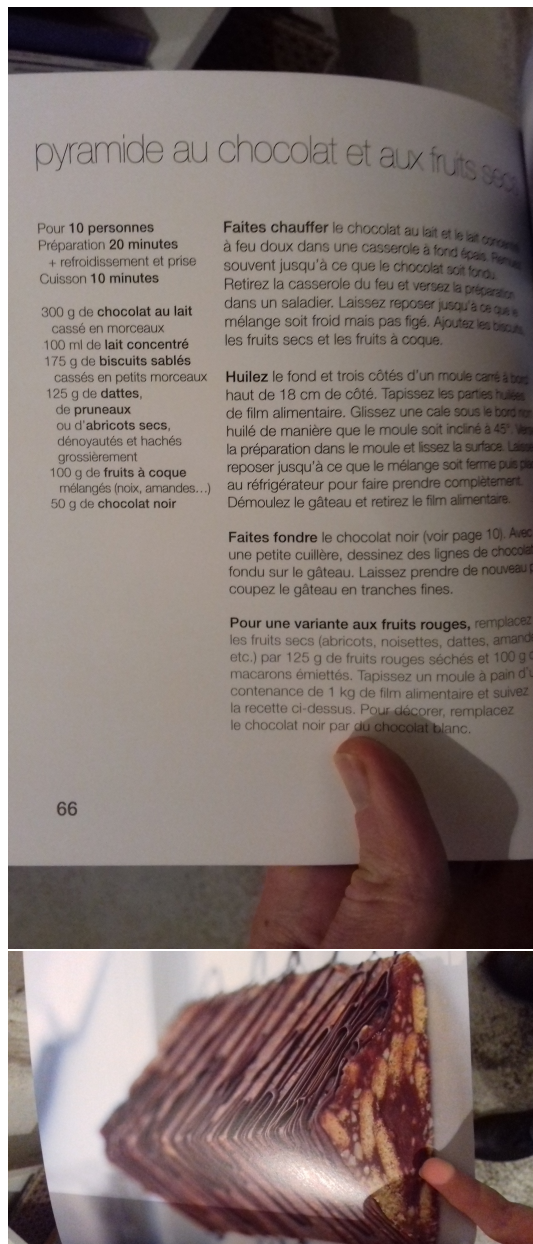 pyramide au chocolat et aux fruits secs
Pour 10 personnes
Préparation 20 minutes
+ refroidissement et prise
Cuisson 10 minutes
300 g de chocolat au lait
cassé en morceaux
100 ml de lait concentré
175 g de biscuits sablés
cassés en petits morceaux
125 g de dattes,
de pruneaux
ou d'abricots secs,
dénoyautés et hachés
grossièrement
100 g de fruits à coque
mélangés (noix, amandes...)
50 g de chocolat noir
Faites chauffer le chocolat au lait et le lait concentré
à feu doux dans une casserole à fond épais. Remuez
souvent jusqu'à ce que le chocolat soit fondu.
Retirez la casserole du feu et versez la préparation
dans un saladier. Laissez reposer jusqu'à ce que le
mélange soit froid mais pas figé. Ajoutez les biscuits,
les fruits secs et les fruits à coque.
Huilez le fond et trois côtés d'un moule carré à bord
haut de 18 cm de côté. Tapissez les parties huilées
de film alimentaire. Glissez une cale sous le bord non
huilé de manière que le moule soit incliné à 45°.
la préparation dans le moule et lissez la surface.
reposer jusqu'à ce que le mélange soit ferme puis
au réfrigérateur pour faire prendre complètement.
Démoulez le gâteau et retirez le film alimentaire.
Faites fondre le chocolat noir (voir page 10). Avec
une petite cuillère, dessinez des lignes de chocolat
fondu sur le gâteau. Laissez prendre de nouveau
coupez le gâteau en tranches fines.
Pour une variante aux fruits rouges, remplacez
les fruits secs (abricots, noisettes, dattes,
etc.) par 125 g de fruits rouges séchés et 100 g
macarons émiettés. Tapissez un moule à pain
contenance de 1 kg de film alimentaire et suivez
la recette ci-dessus. Pour décorer, remplacez
le chocolat noir par du chocolat blanc.
66